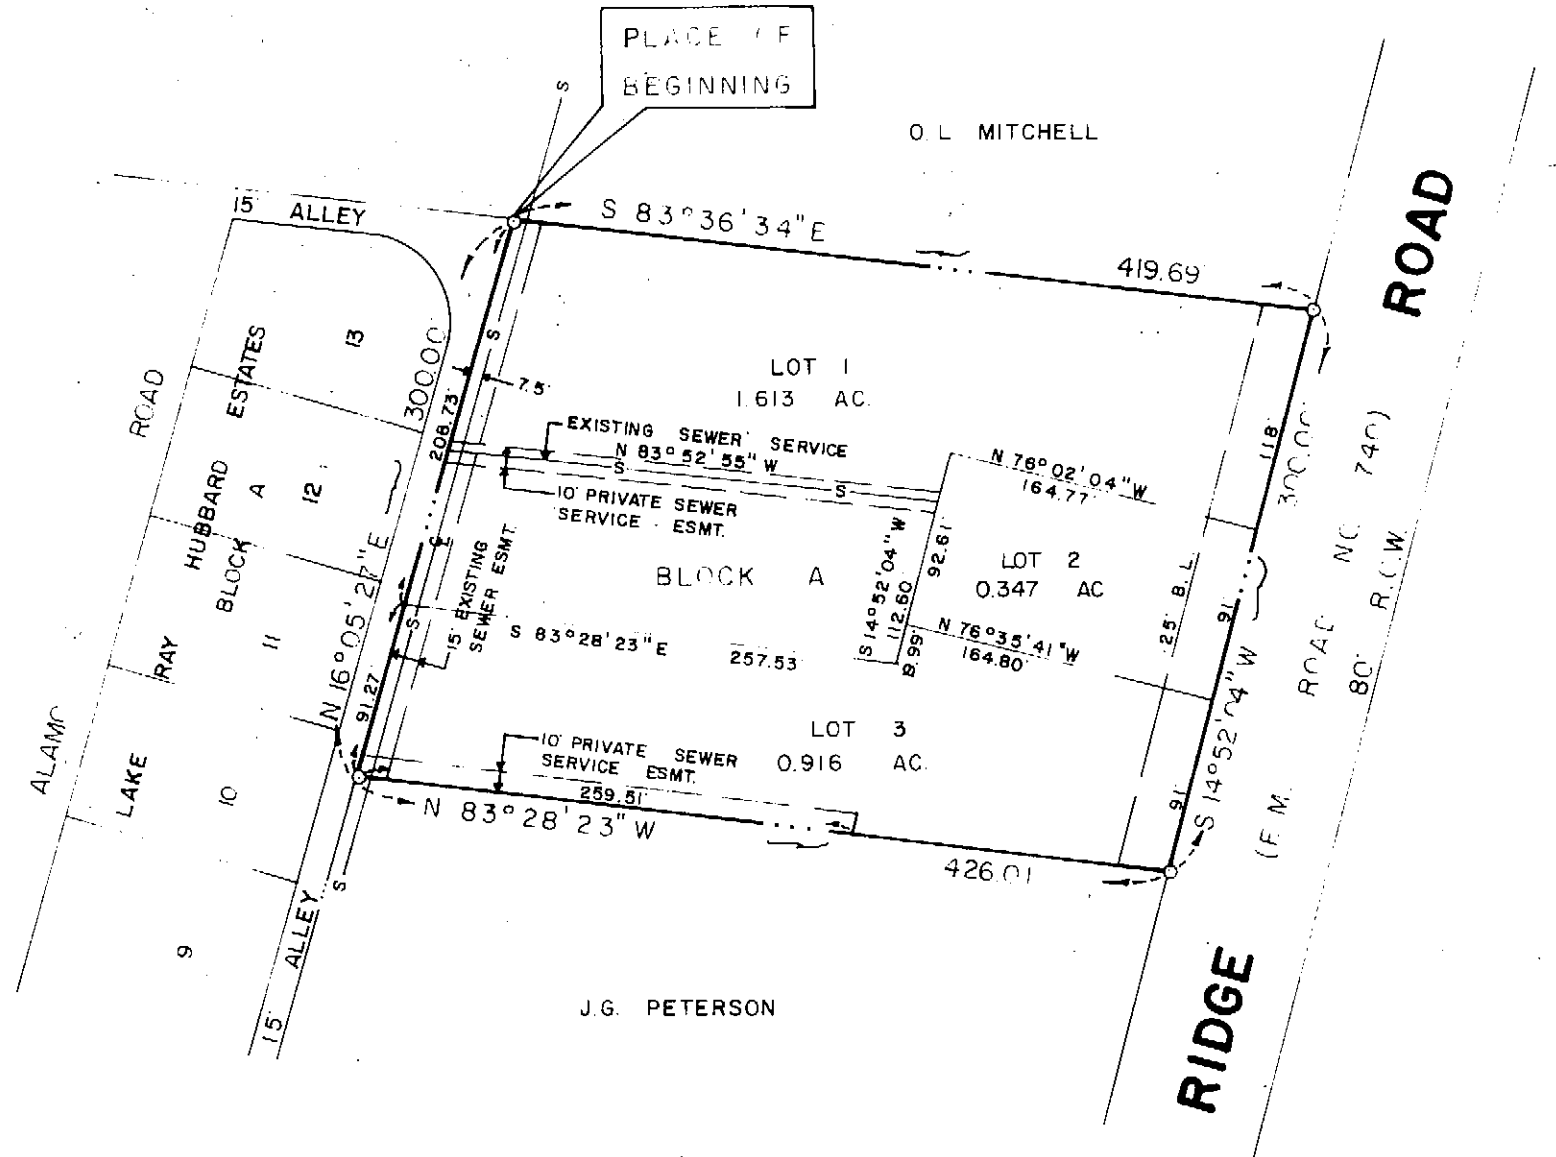 PLACE F
BEGINNING
O. L MITCHELL
S
15' ALLEY
S 83°36'34"E
419.69'
ROAD
13
ESTATES
ROAD
300.00
208.73'
S
7.5'
LOT 1
1.613 AC.
EXISTING SEWER SERVICE
N 83°52'55"W
S
S
10' PRIVATE SEWER
SERVICE ESMT.
N 76°02'04"W
164.77'
118'
300.00'
HUBBARD
BLOCK A
12
BLOCK A
S 14°52'04"W
112.60
92.61
LOT 2
0.347 AC
25' B.L.
91'
15' EXISTING
SEWER ESMT.
S 83°28'23"E
257.53'
N 76°35'41"W
164.80'
N 16°05'27"E
S
91.27
11
RAY
LOT 3
0.916 AC.
10' PRIVATE SEWER
SERVICE ESMT.
259.51'
N 83°28'23"W
426.01
91'
S 14°52'04"W
(F.M. ROAD NO. 740)
80' R.O.W.
ALAMO
LAKE
10
9
S
15' ALLEY
J.G. PETERSON
RIDGE